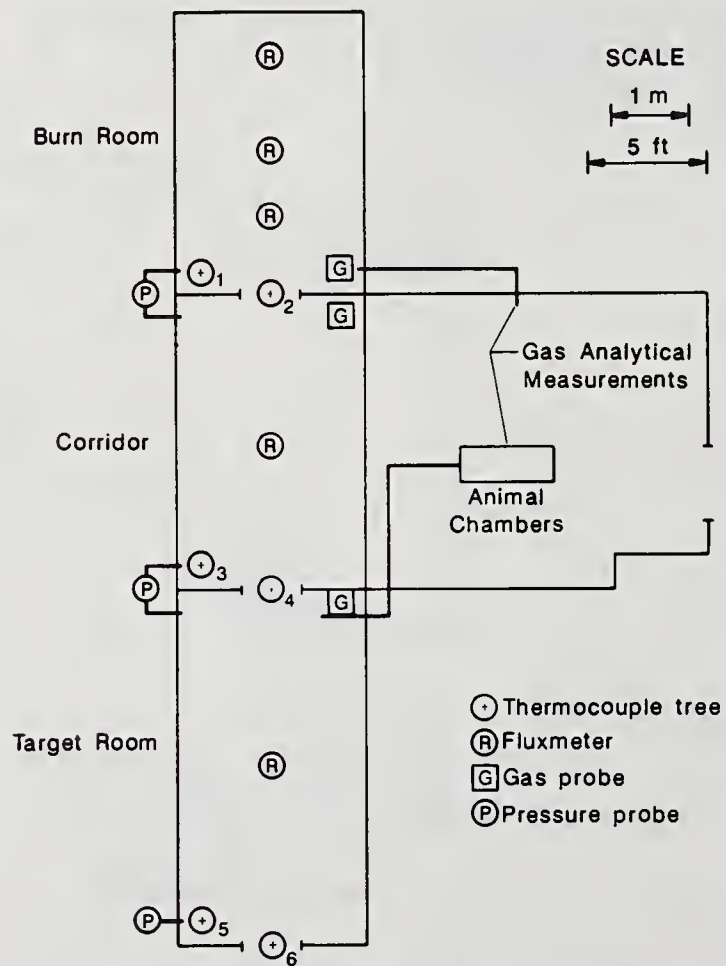 SCALE
1 m
5 ft
Burn Room
R
R
R
1
G
P
2
G
Gas Analytical
Measurements
Corridor
R
Animal
Chambers
3
P
4
G
Target Room
R
Thermocouple tree
R Fluxmeter
G Gas probe
P Pressure probe
P
5
6